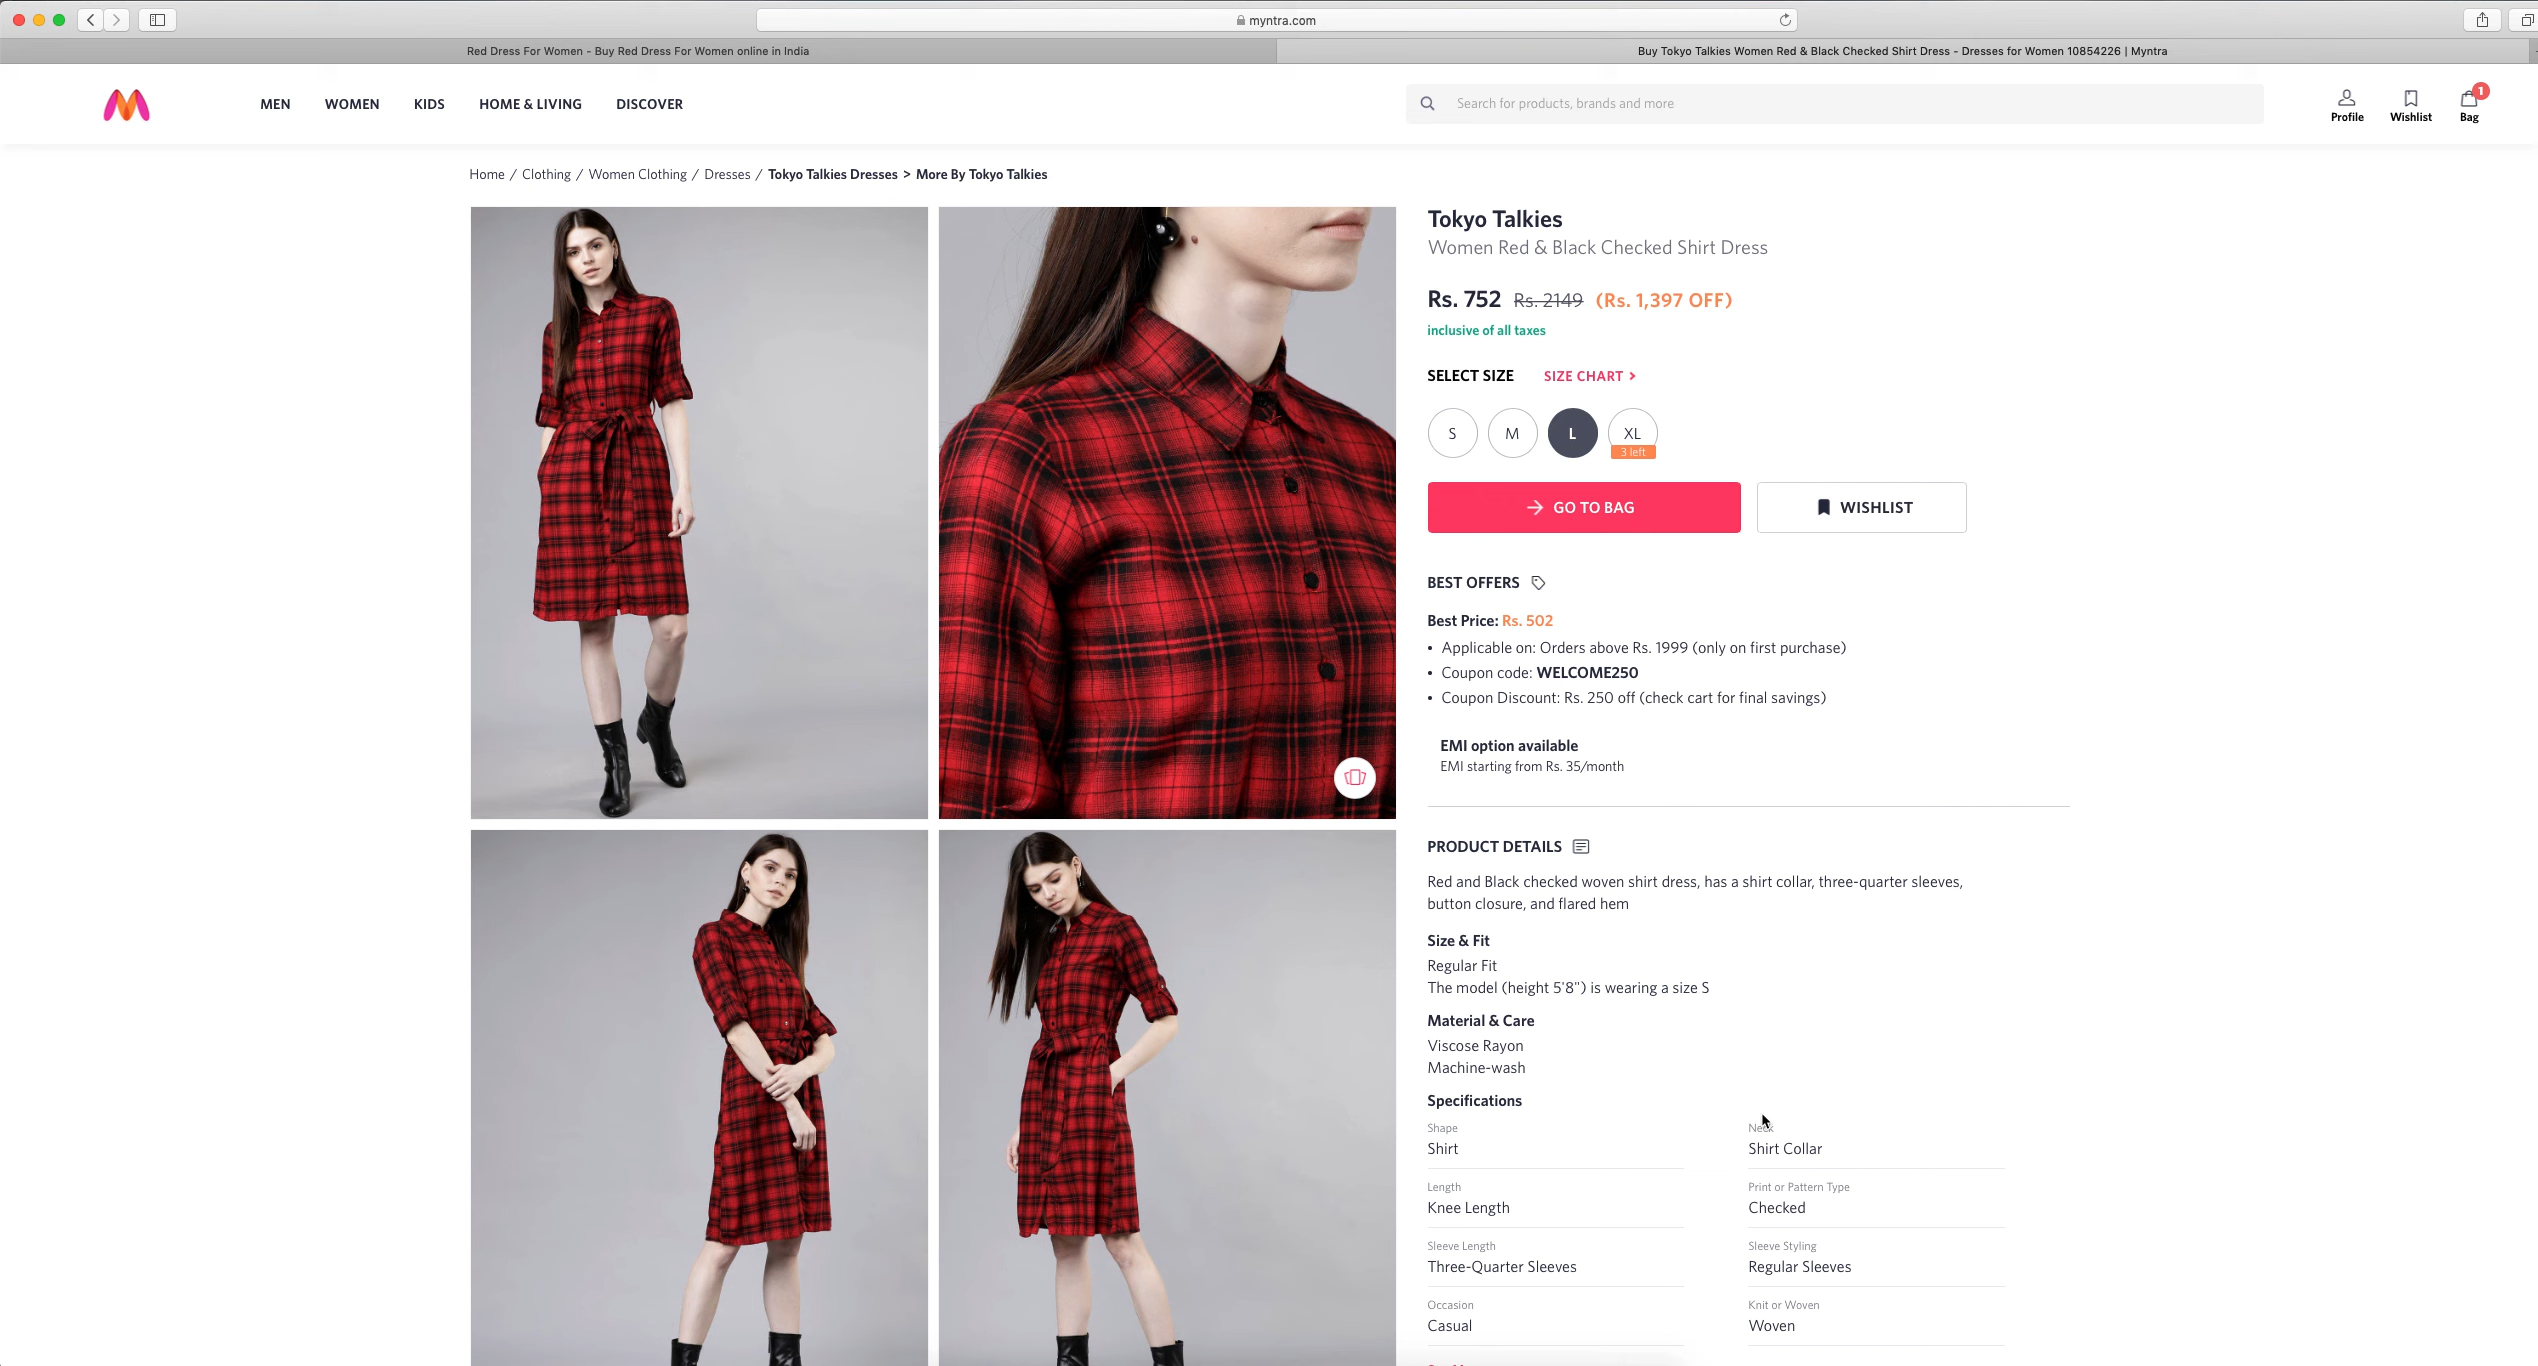 myntra.com
Red Dress For Women - Buy Red Dress For Women online in India
Buy Tokyo Talkies Women Red & Black Checked Shirt Dress - Dresses for Women 10854226 | Myntra
MEN WOMEN KIDS HOME & LIVING DISCOVER
Search for products, brands and more
Profile Wishlist Bag
1
Home / Clothing / Women Clothing / Dresses / Tokyo Talkies Dresses > More By Tokyo Talkies
Tokyo Talkies
Women Red & Black Checked Shirt Dress
Rs. 752 Rs. 2149 (Rs. 1,397 OFF)
inclusive of all taxes
SELECT SIZE SIZE CHART >
S M L XL
3 left
GO TO BAG WISHLIST
BEST OFFERS
Best Price: Rs. 502
• Applicable on: Orders above Rs. 1999 (only on first purchase)
• Coupon code: WELCOME250
• Coupon Discount: Rs. 250 off (check cart for final savings)
EMI option available
EMI starting from Rs. 35/month
PRODUCT DETAILS
Red and Black checked woven shirt dress, has a shirt collar, three-quarter sleeves,
button closure, and flared hem
Size & Fit
Regular Fit
The model (height 5'8") is wearing a size S
Material & Care
Viscose Rayon
Machine-wash
Specifications
Shape Neck
Shirt Shirt Collar
Length Print or Pattern Type
Knee Length Checked
Sleeve Length Sleeve Styling
Three-Quarter Sleeves Regular Sleeves
Occasion Knit or Woven
Casual Woven